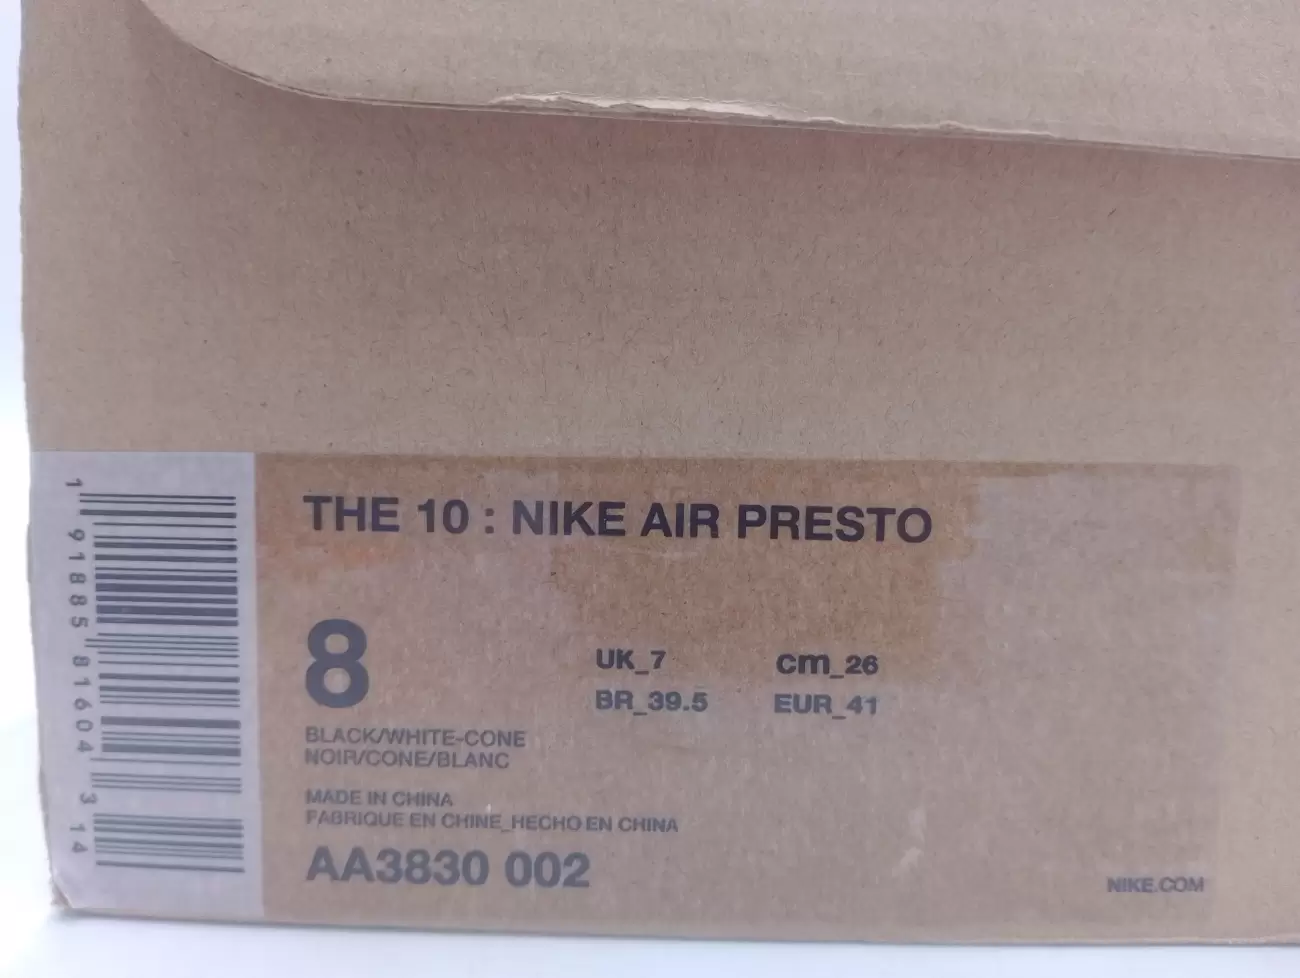 THE 10 : NIKE AIR PRESTO
8
UK_7 cm_26
BR_39.5 EUR_41
BLACK/WHITE-CONE
NOIR/CONE/BLANC
MADE IN CHINA
FABRIQUE EN CHINE_HECHO EN CHINA
AA3830 002
NIKE.COM
1 91885 81604 3 14